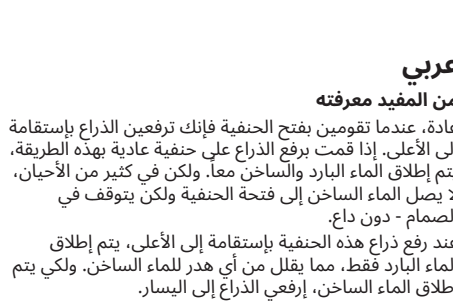 عربي
من المفيد معرفته
عادة، عندما تقومين بفتح الحنفية فإنك ترفعين الذراع بإستقامة
إلى الأعلى. إذا قمت برفع الذراع على حنفية عادية بهذه الطريقة،
يتم إطلاق الماء البارد والساخن معاً. ولكن في كثير من الأحيان،
لا يصل الماء الساخن إلى فتحة الحنفية ولكن يتوقف في
الصمام - دون داع.
عند رفع ذراع هذه الحنفية بإستقامة إلى الأعلى، يتم إطلاق
الماء البارد فقط، مما يقلل من أي هدر للماء الساخن. ولكي يتم
إطلاق الماء الساخن، إرفعي الذراع إلى اليسار.